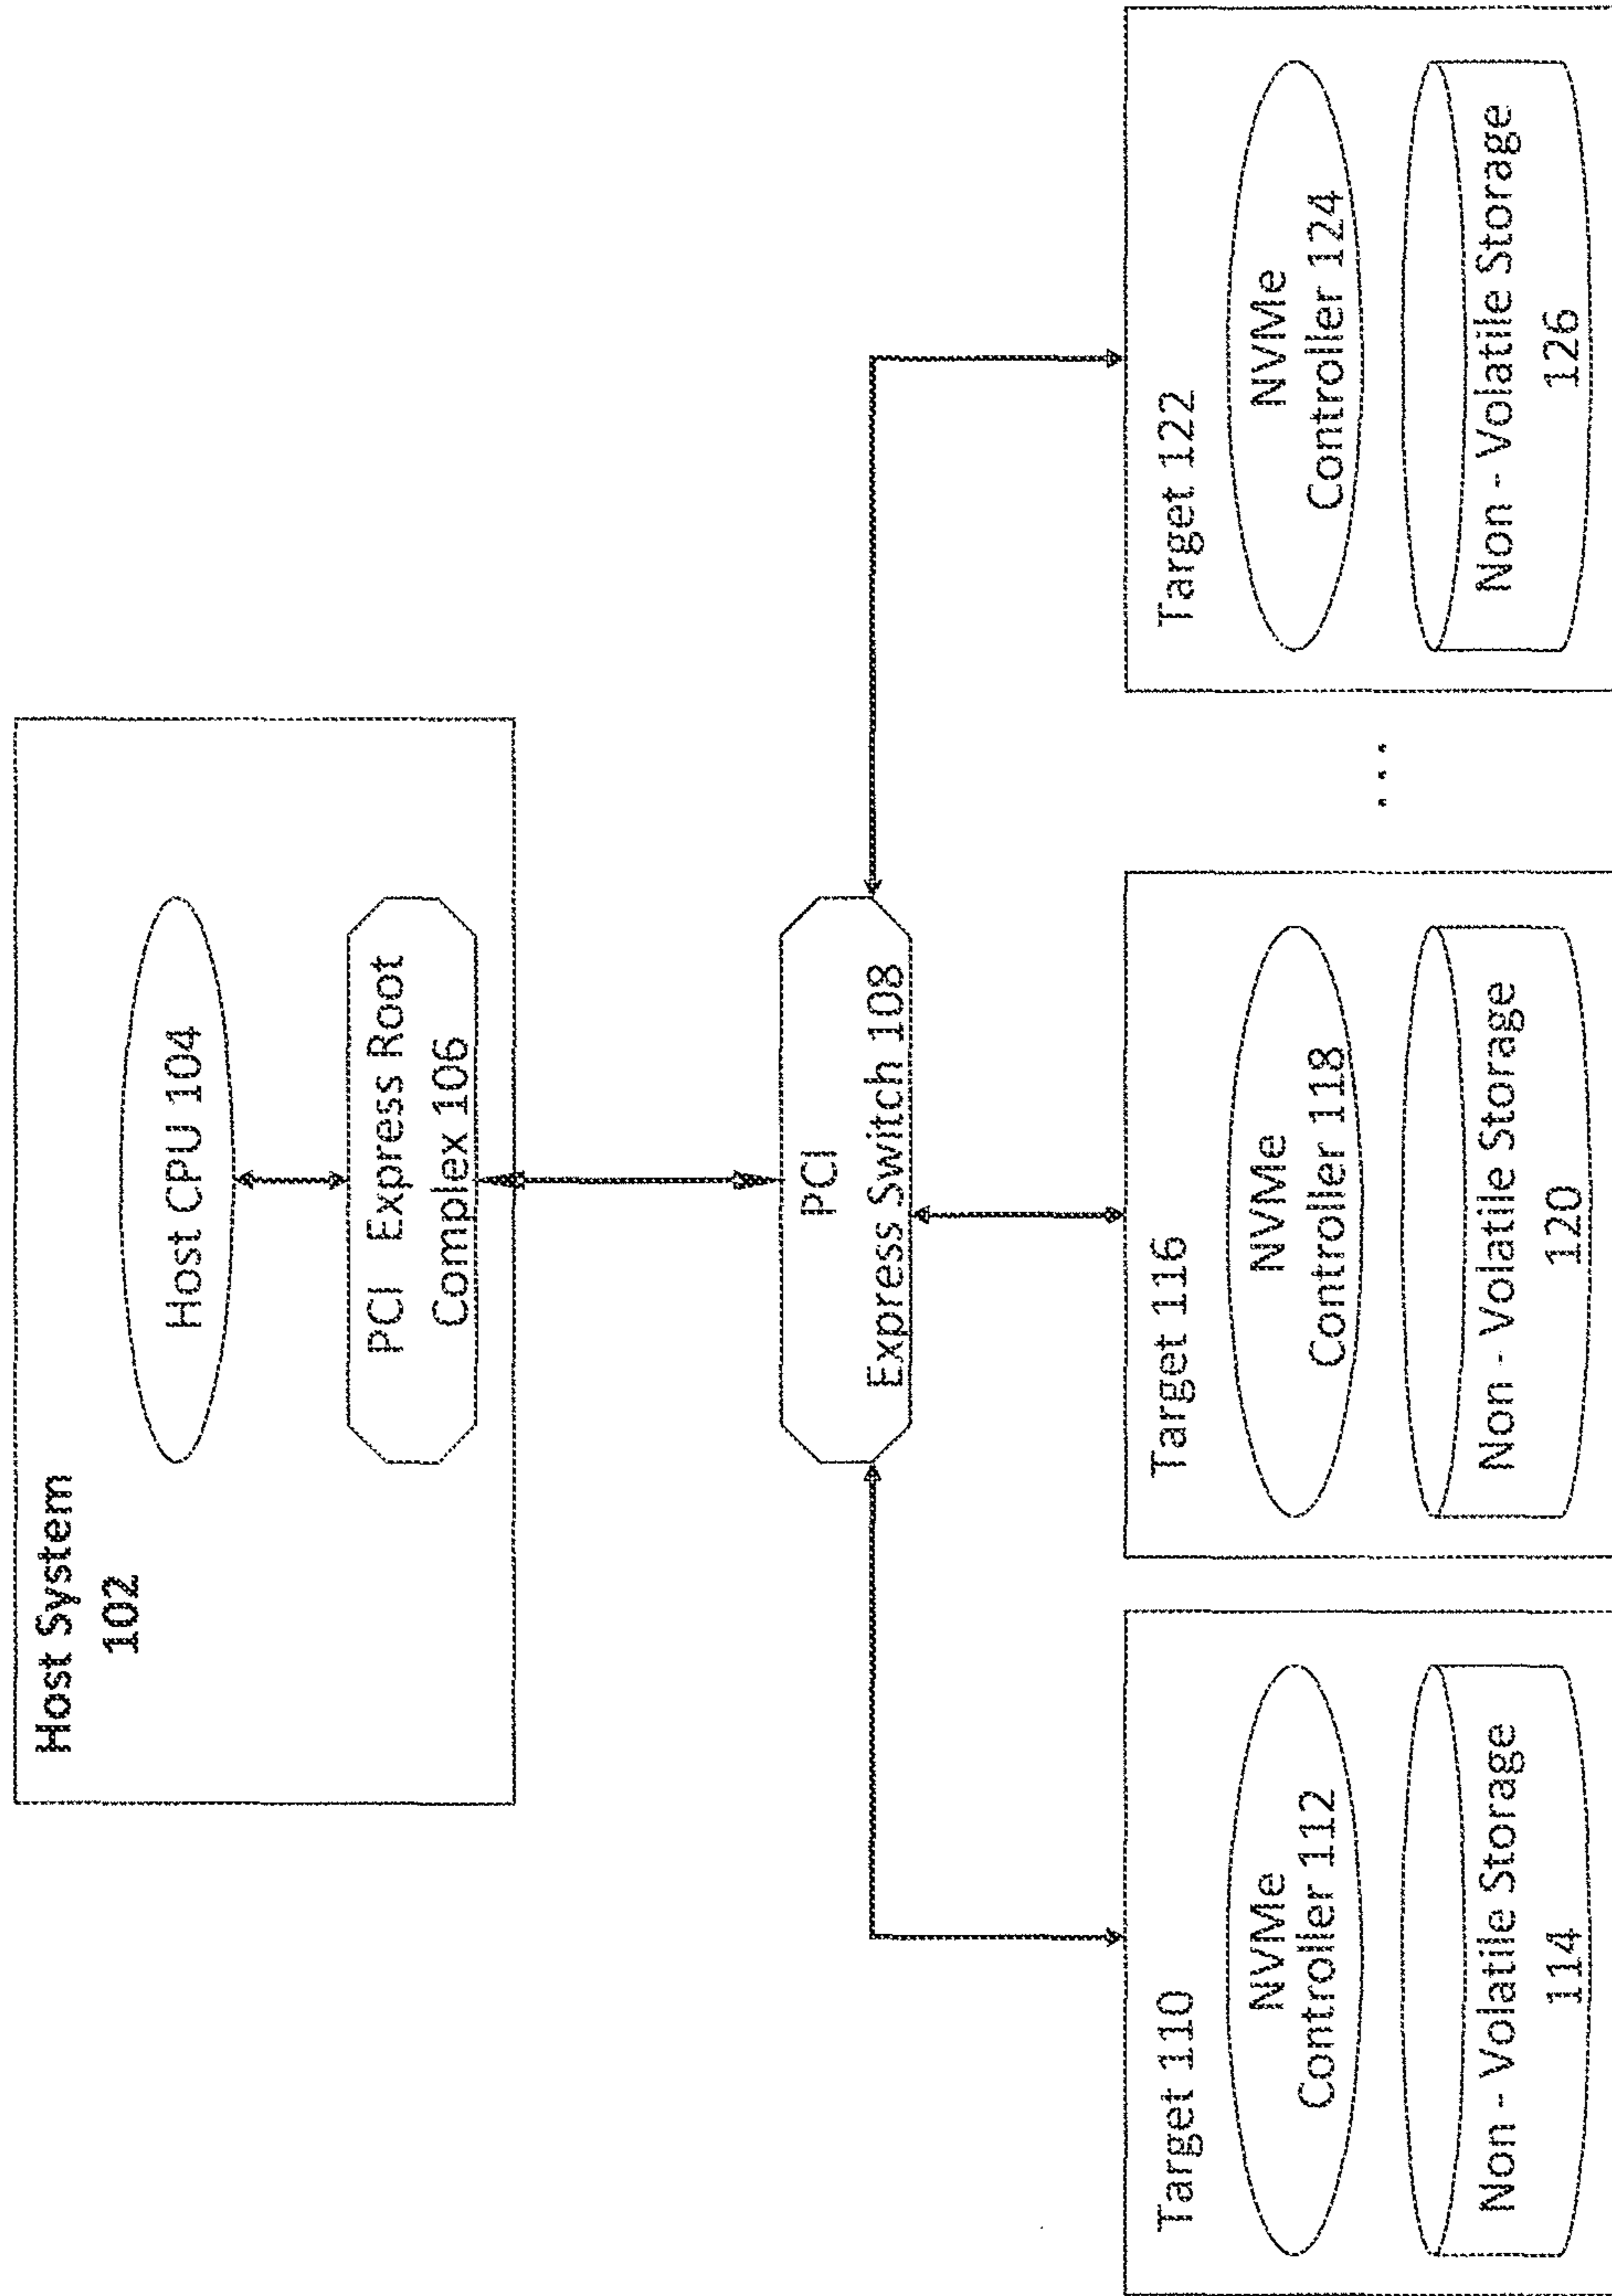 Host System
102
Host CPU 104
PCI Express Root
Complex 106
PCI
Express Switch 108
Target 110
NVMe
Controller 112
Non - Volatile Storage
114
Target 116
NVMe
Controller 118
Non - Volatile Storage
120
...
Target 122
NVMe
Controller 124
Non - Volatile Storage
126